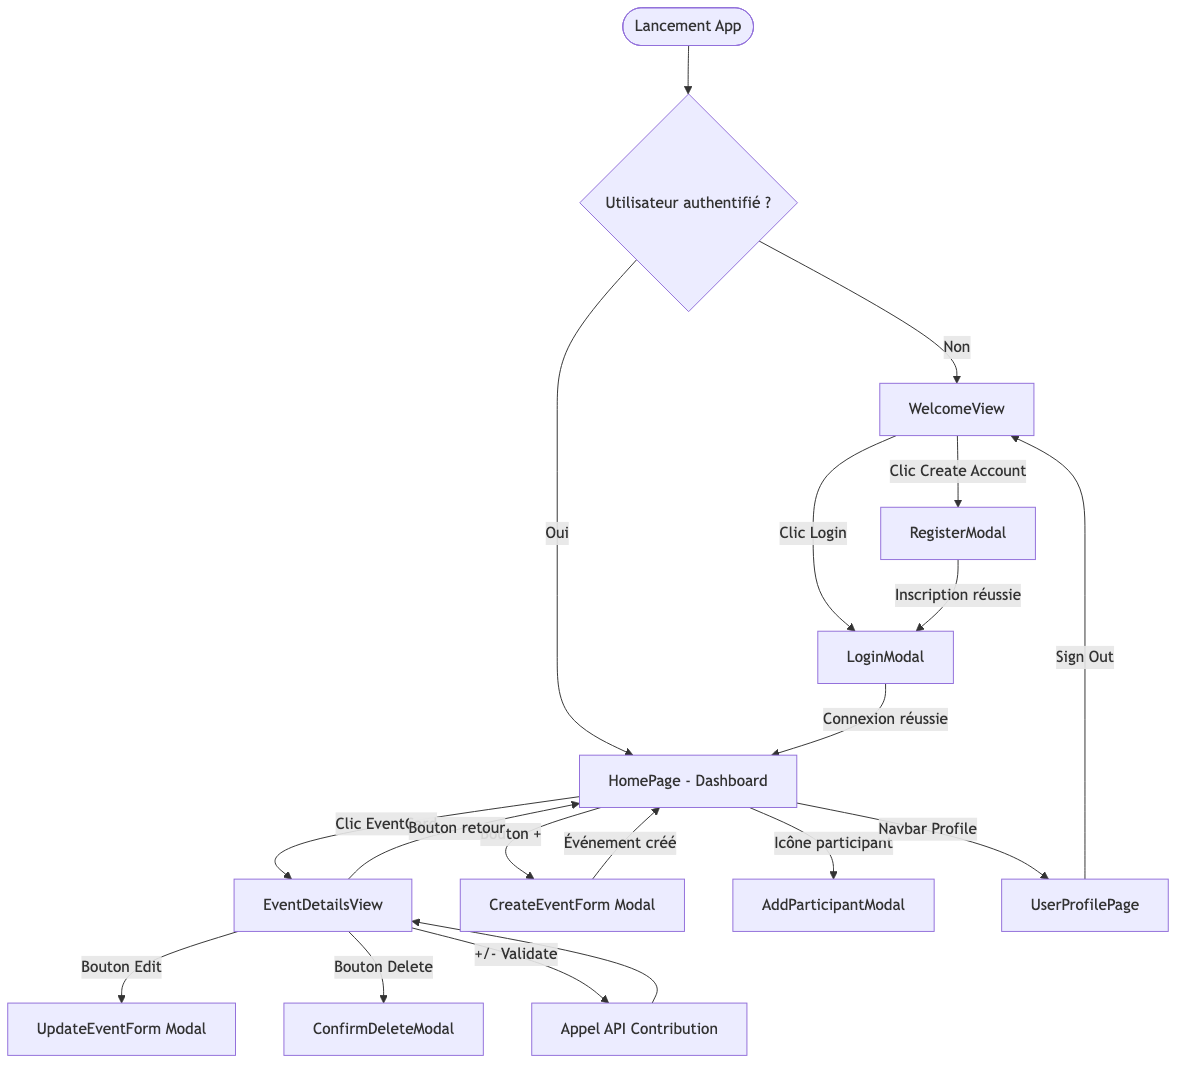 Lancement App
Utilisateur authentifié ?
Non
WelcomeView
Clic Create Account
Clic Login
Oui
RegisterModal
Inscription réussie
LoginModal
Sign Out
Connexion réussie
HomePage - Dashboard
Clic
Bouton retour
+
Événement créé
Icône participant
Navbar Profile
EventDetailsView
CreateEventForm Modal
AddParticipantModal
UserProfilePage
+/- Validate
Bouton Edit
Bouton Delete
UpdateEventForm Modal
ConfirmDeleteModal
Appel API Contribution